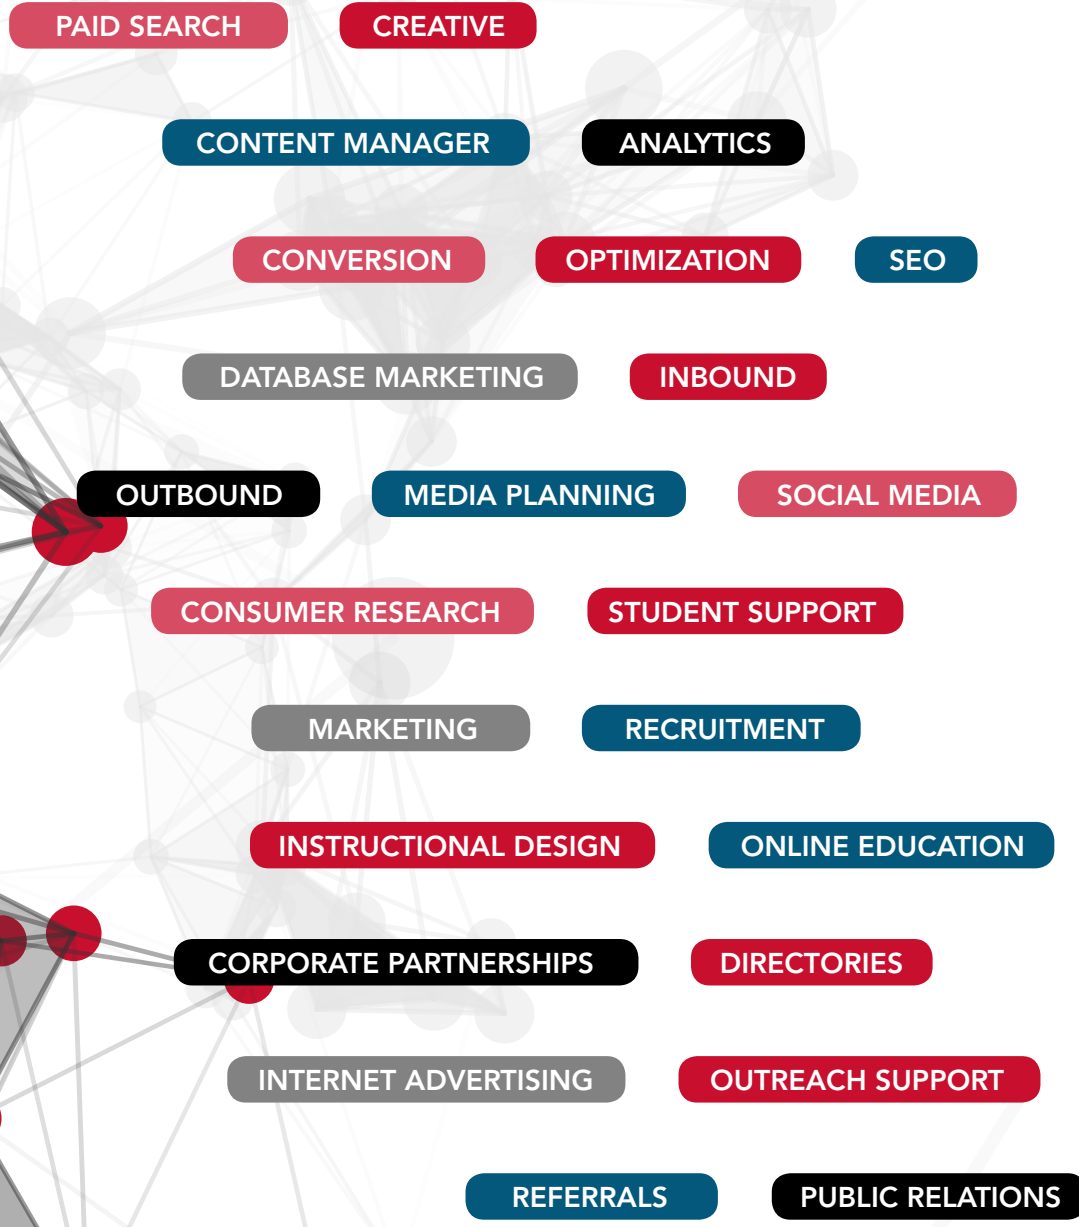 PAID SEARCH CREATIVE
CONTENT MANAGER ANALYTICS
CONVERSION OPTIMIZATION SEO
DATABASE MARKETING INBOUND
OUTBOUND MEDIA PLANNING SOCIAL MEDIA
CONSUMER RESEARCH STUDENT SUPPORT
MARKETING RECRUITMENT
INSTRUCTIONAL DESIGN ONLINE EDUCATION
CORPORATE PARTNERSHIPS DIRECTORIES
INTERNET ADVERTISING OUTREACH SUPPORT
REFERRALS PUBLIC RELATIONS